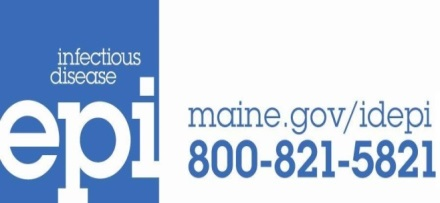 infectious
disease
epi
maine.gov/idepi
800-821-5821